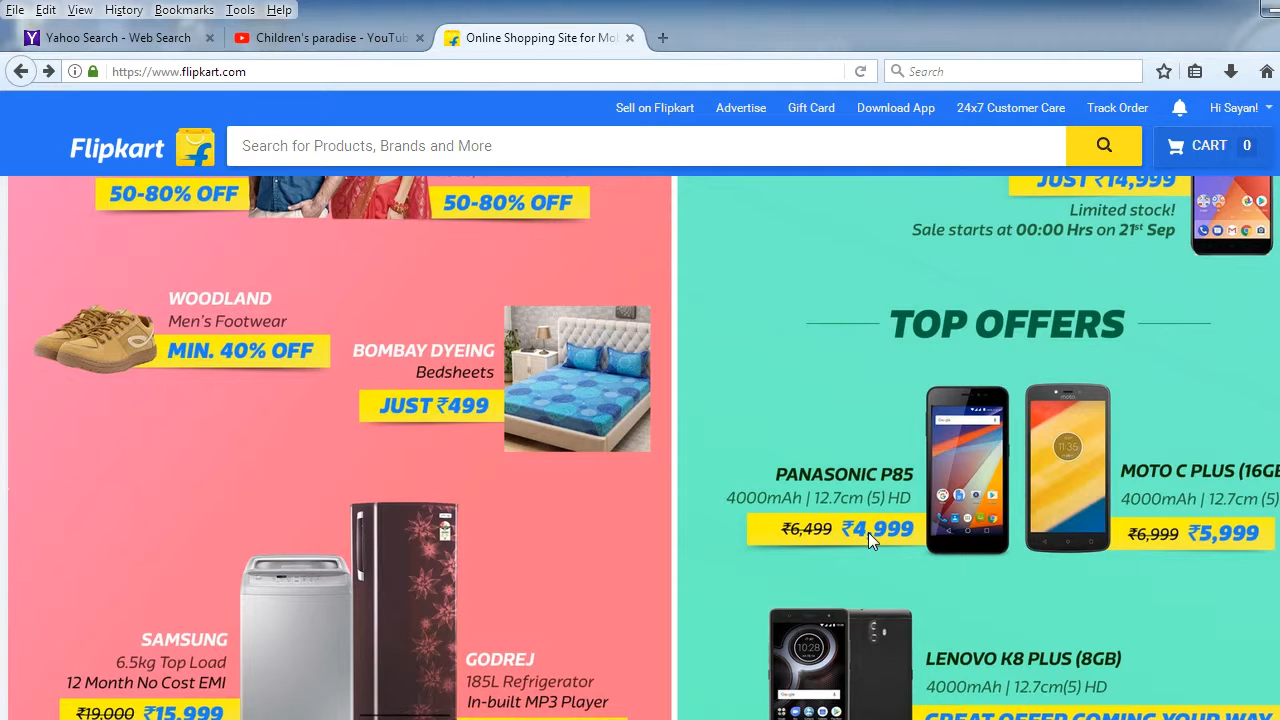 File Edit View History Bookmarks Tools Help
Yahoo Search - Web Search
Children's paradise - YouTub
Online Shopping Site for Mol
https://www.flipkart.com
Search
Sell on Flipkart Advertise Gift Card Download App 24x7 Customer Care Track Order Hi Sayan!
Flipkart
Search for Products, Brands and More
CART 0
50-80% OFF
50-80% OFF
WOODLAND
Men's Footwear
MIN. 40% OFF
BOMBAY DYEING
Bedsheets
JUST ₹499
SAMSUNG
6.5kg Top Load
12 Month No Cost EMI
₹19,000 ₹15,999
GODREJ
185L Refrigerator
In-built MP3 Player
JUST ₹14,999
Limited stock!
Sale starts at 00:00 Hrs on 21st Sep
TOP OFFERS
PANASONIC P85
4000mAh | 12.7cm (5) HD
₹6,499 ₹4,999
MOTO C PLUS (16GB
4000mAh | 12.7cm (5)
₹6,999 ₹5,999
LENOVO K8 PLUS (8GB)
4000mAh | 12.7cm(5) HD
GREAT OFFER COMING YOUR WAY